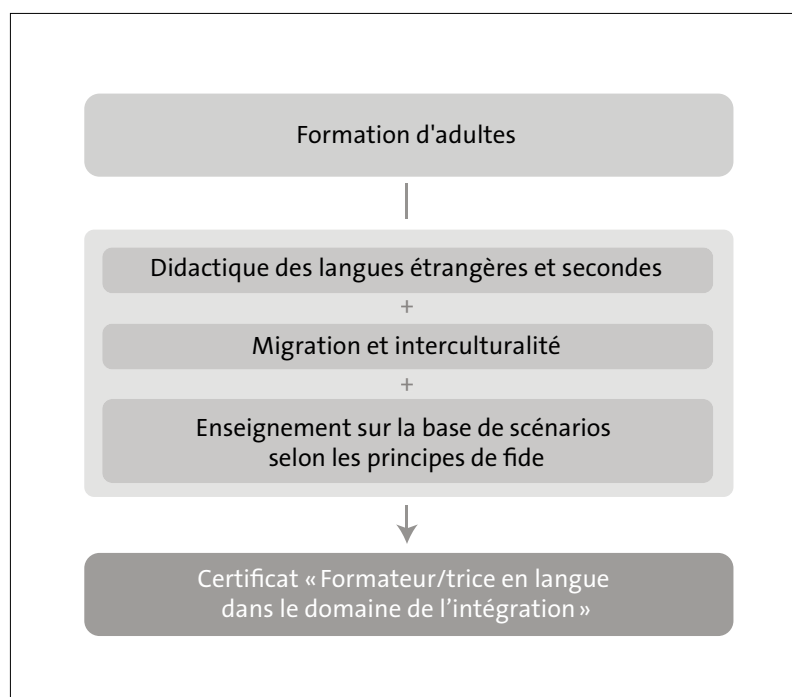 Formation d'adultes
Didactique des langues étrangères et secondes
+
Migration et interculturalité
+
Enseignement sur la base de scénarios
selon les principes de fide
Certificat « Formateur/trice en langue
dans le domaine de l’intégration »